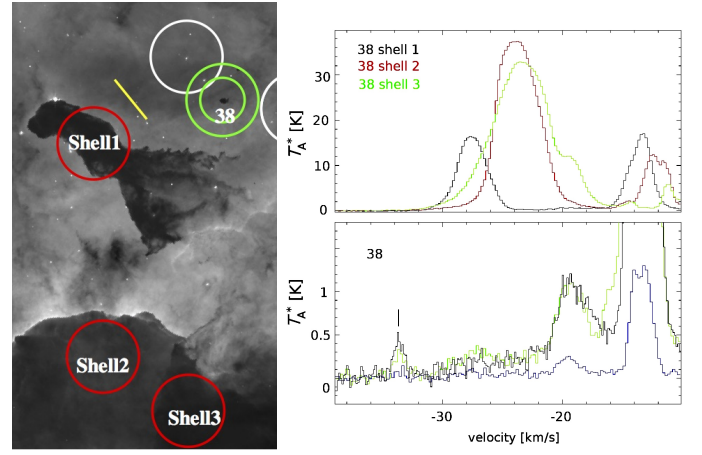 38
Shell1
Shell2
Shell3
38 shell 1
38 shell 2
38 shell 3
T*A [K]
30
20
10
0
38
T*A [K]
1
0.5
0
-30
-20
velocity [km/s]